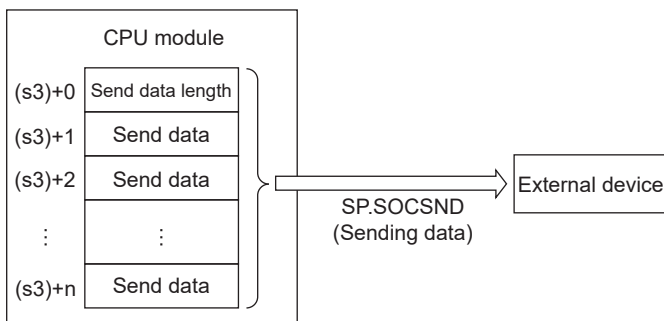 CPU module
(s3)+0 Send data length
(s3)+1 Send data
(s3)+2 Send data
⋮ ⋮
(s3)+n Send data
SP.SOCSND
(Sending data)
External device